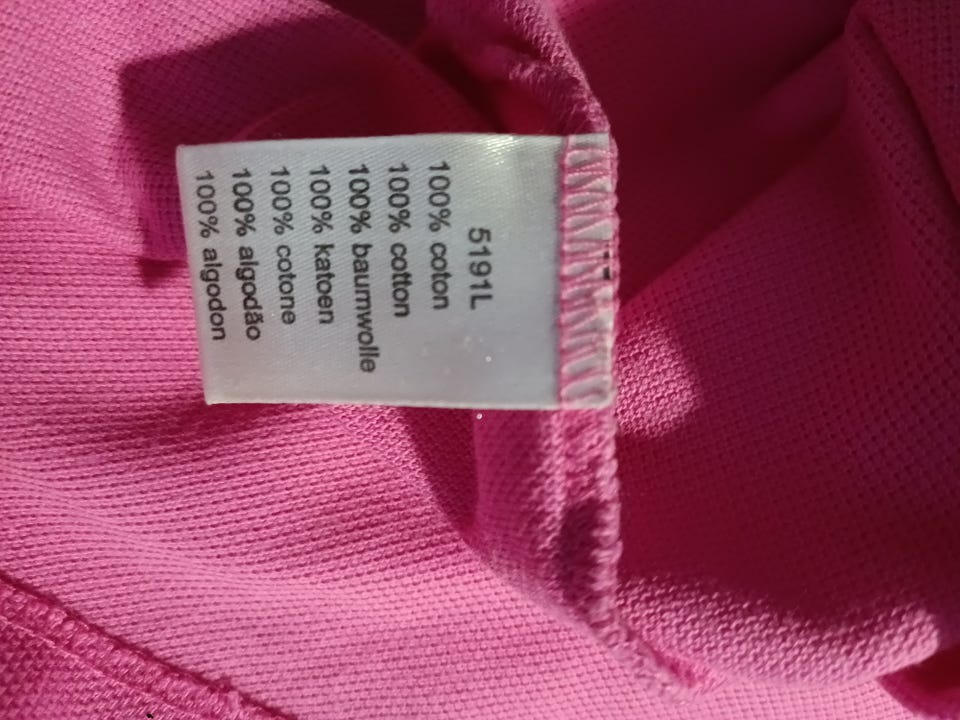 5191L
100% coton
100% cotton
100% baumwolle
100% katoen
100% cotone
100% algodão
100% algodon